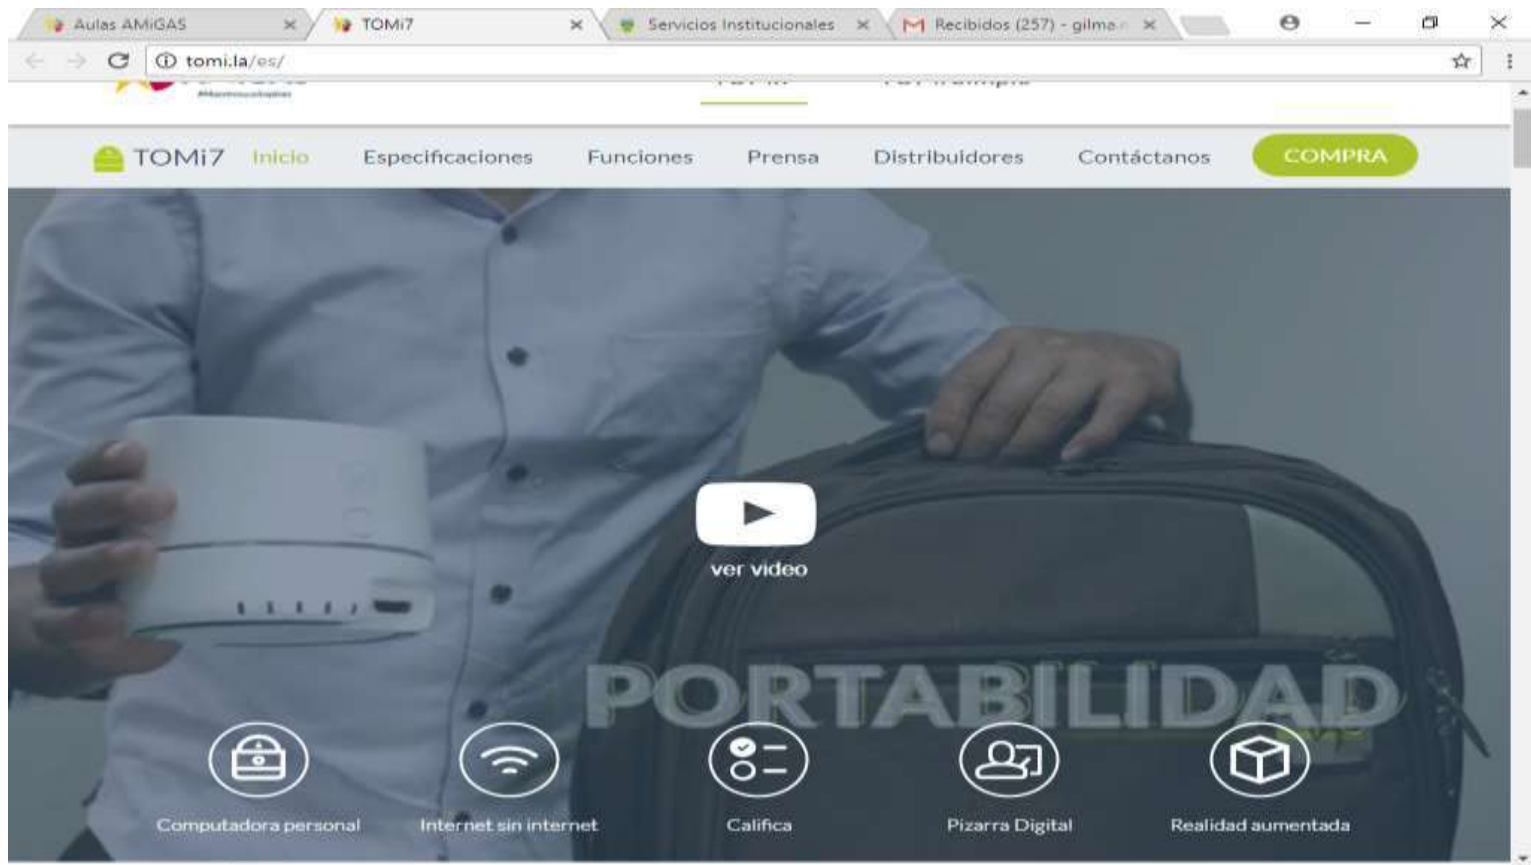 Aulas AMiGAS
TOMi7
Servicios Institucionales
Recibidos (257) - gilma
tomi.la/es/
TOMi7 Inicio Especificaciones Funciones Prensa Distribuidores Contáctanos COMPRA
ver video
PORTABILIDAD
Computadora personal
Internet sin internet
Califica
Pizarra Digital
Realidad aumentada